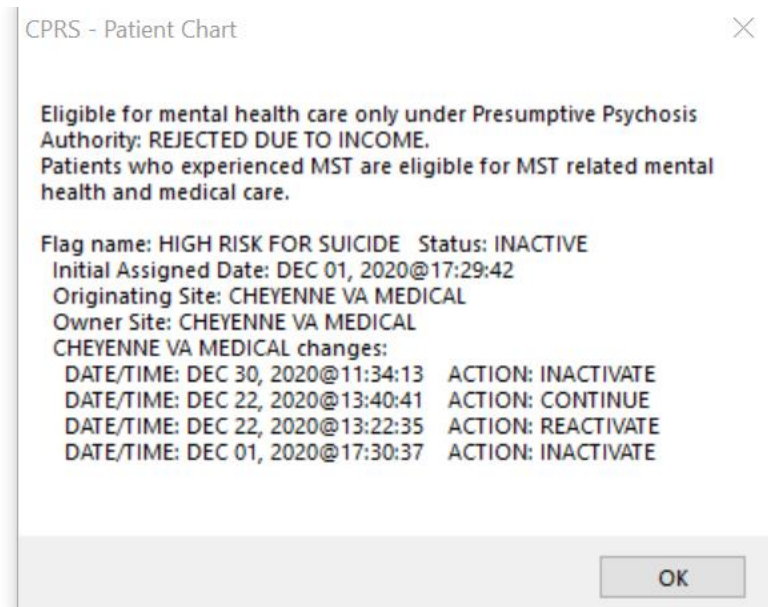 CPRS - Patient Chart
Eligible for mental health care only under Presumptive Psychosis
Authority: REJECTED DUE TO INCOME.
Patients who experienced MST are eligible for MST related mental
health and medical care.
Flag name: HIGH RISK FOR SUICIDE Status: INACTIVE
Initial Assigned Date: DEC 01, 2020@17:29:42
Originating Site: CHEYENNE VA MEDICAL
Owner Site: CHEYENNE VA MEDICAL
CHEYENNE VA MEDICAL changes:
DATE/TIME: DEC 30, 2020@11:34:13 ACTION: INACTIVATE
DATE/TIME: DEC 22, 2020@13:40:41 ACTION: CONTINUE
DATE/TIME: DEC 22, 2020@13:22:35 ACTION: REACTIVATE
DATE/TIME: DEC 01, 2020@17:30:37 ACTION: INACTIVATE
OK